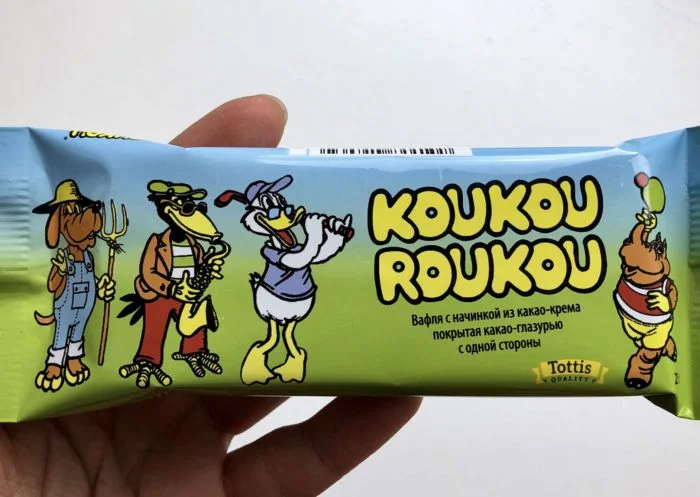 KOUKOU
ROUKOU
Вафля с начинкой из какао-крема
покрытая какао-глазурью
с одной стороны
Tottis
QUALITY